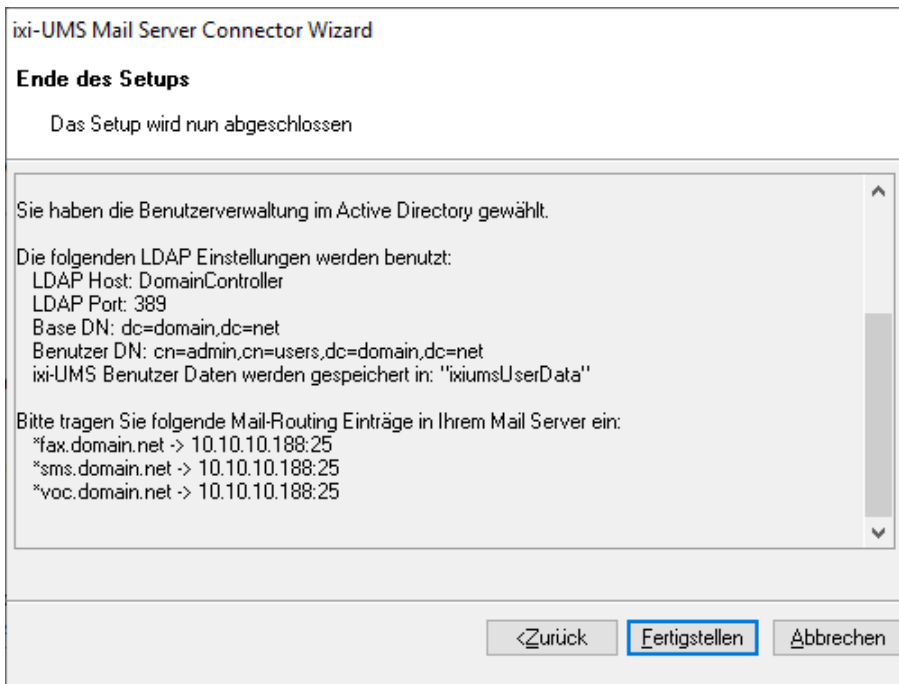 ixi-UMS Mail Server Connector Wizard
Ende des Setups
Das Setup wird nun abgeschlossen
Sie haben die Benutzerverwaltung im Active Directory gewählt.
Die folgenden LDAP Einstellungen werden benutzt:
LDAP Host: DomainController
LDAP Port: 389
Base DN: dc=domain,dc=net
Benutzer DN: cn=admin,cn=users,dc=domain,dc=net
ixi-UMS Benutzer Daten werden gespeichert in: "ixiumsUserData"
Bitte tragen Sie folgende Mail-Routing Einträge in Ihrem Mail Server ein:
*fax.domain.net -> 10.10.10.188:25
*sms.domain.net -> 10.10.10.188:25
*voc.domain.net -> 10.10.10.188:25
<Zurück Fertigstellen Abbrechen